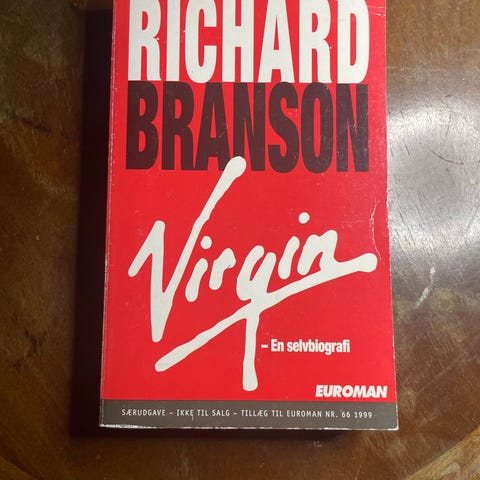 RICHARD
BRANSON
Virgin
– En selvbiografi
EUROMAN
SÆRUDGAVE – IKKE TIL SALG – TILLÆG TIL EUROMAN NR. 66 1999